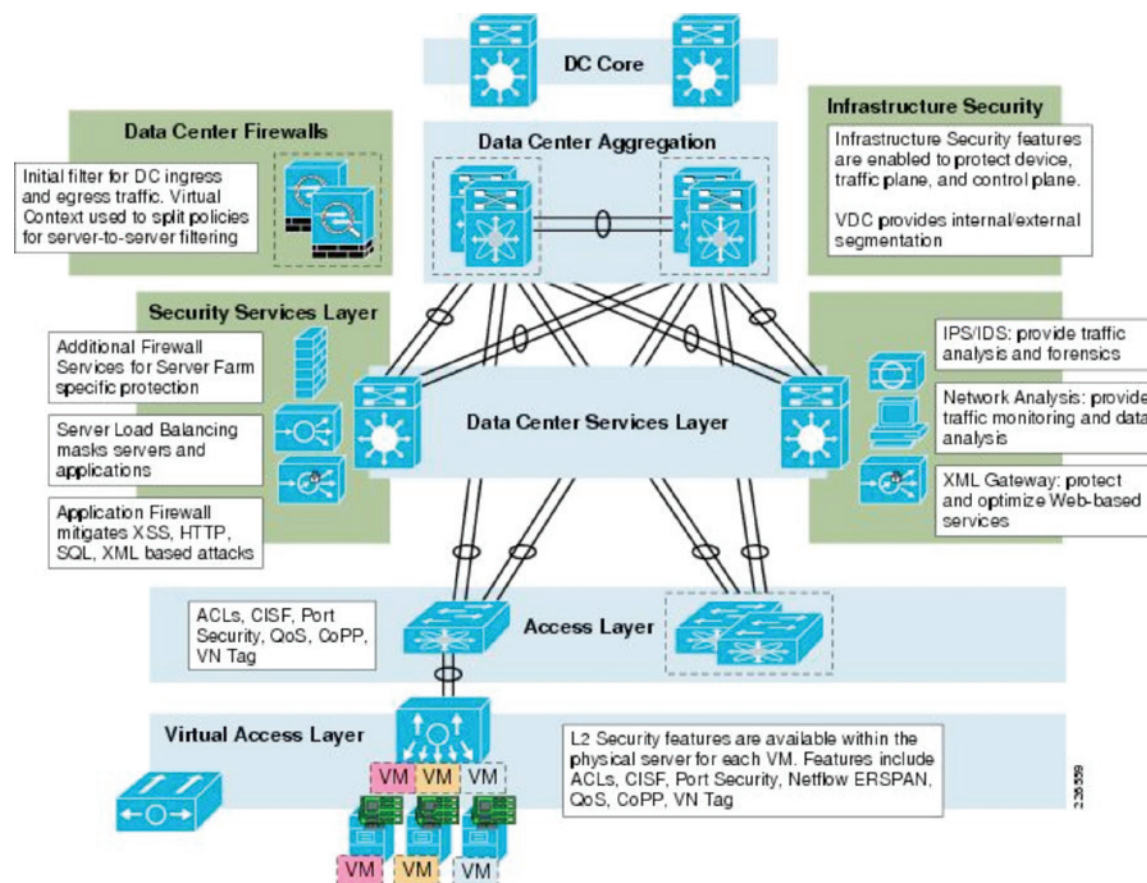 DC Core
Data Center Firewalls
Initial filter for DC ingress
and egress traffic. Virtual
Context used to split policies
for server-to-server filtering
Data Center Aggregation
Infrastructure Security
Infrastructure Security features
are enabled to protect device,
traffic plane, and control plane.
VDC provides internal/external
segmentation
Security Services Layer
Additional Firewall
Services for Server Farm
specific protection
Server Load Balancing
masks servers and
applications
Application Firewall
mitigates XSS, HTTP,
SQL, XML based attacks
Data Center Services Layer
IPS/IDS: provide traffic
analysis and forensics
Network Analysis: provide
traffic monitoring and data
analysis
XML Gateway: protect
and optimize Web-based
services
ACLs, CISF, Port
Security, QoS, CoPP,
VN Tag
Access Layer
Virtual Access Layer
L2 Security features are available within the
physical server for each VM. Features include
ACLs, CISF, Port Security, Netflow ERSPAN,
QoS, CoPP, VN Tag
VM VM VM
VM VM VM